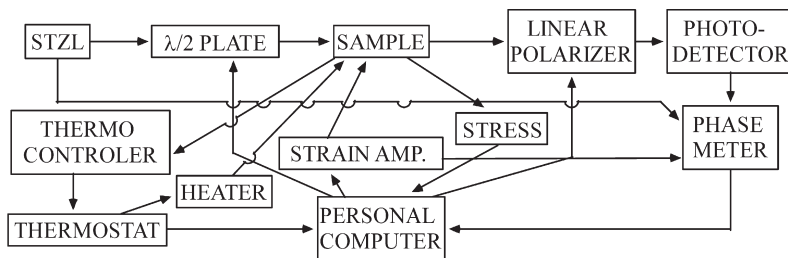 STZL
λ/2 PLATE
SAMPLE
LINEAR
POLARIZER
PHOTO-
DETECTOR
THERMO
CONTROLER
STRESS
PHASE
METER
STRAIN AMP.
HEATER
THERMOSTAT
PERSONAL
COMPUTER